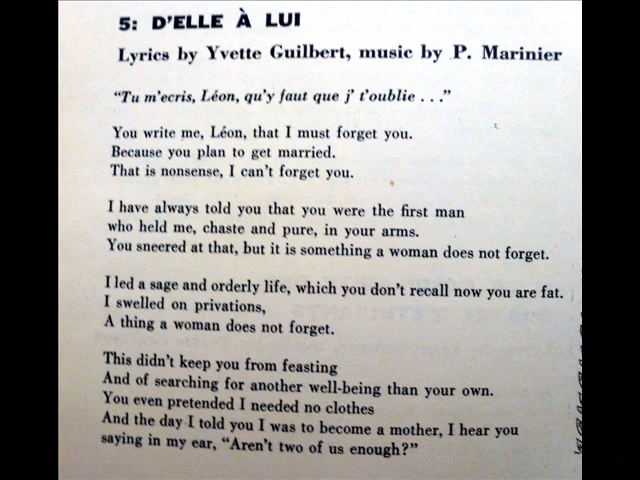 5: D'ELLE À LUI
Lyrics by Yvette Guilbert, music by P. Marinier
"Tu m'ecris, Léon, qu'y faut que j' t'oublie . . ."
You write me, Léon, that I must forget you.
Because you plan to get married.
That is nonsense, I can't forget you.
I have always told you that you were the first man
who held me, chaste and pure, in your arms.
You sneered at that, but it is something a woman does not forget.
I led a sage and orderly life, which you don't recall now you are fat.
I swelled on privations,
A thing a woman does not forget.
This didn't keep you from feasting
And of searching for another well-being than your own.
You even pretended I needed no clothes
And the day I told you I was to become a mother, I hear you
saying in my ear, "Aren't two of us enough?"